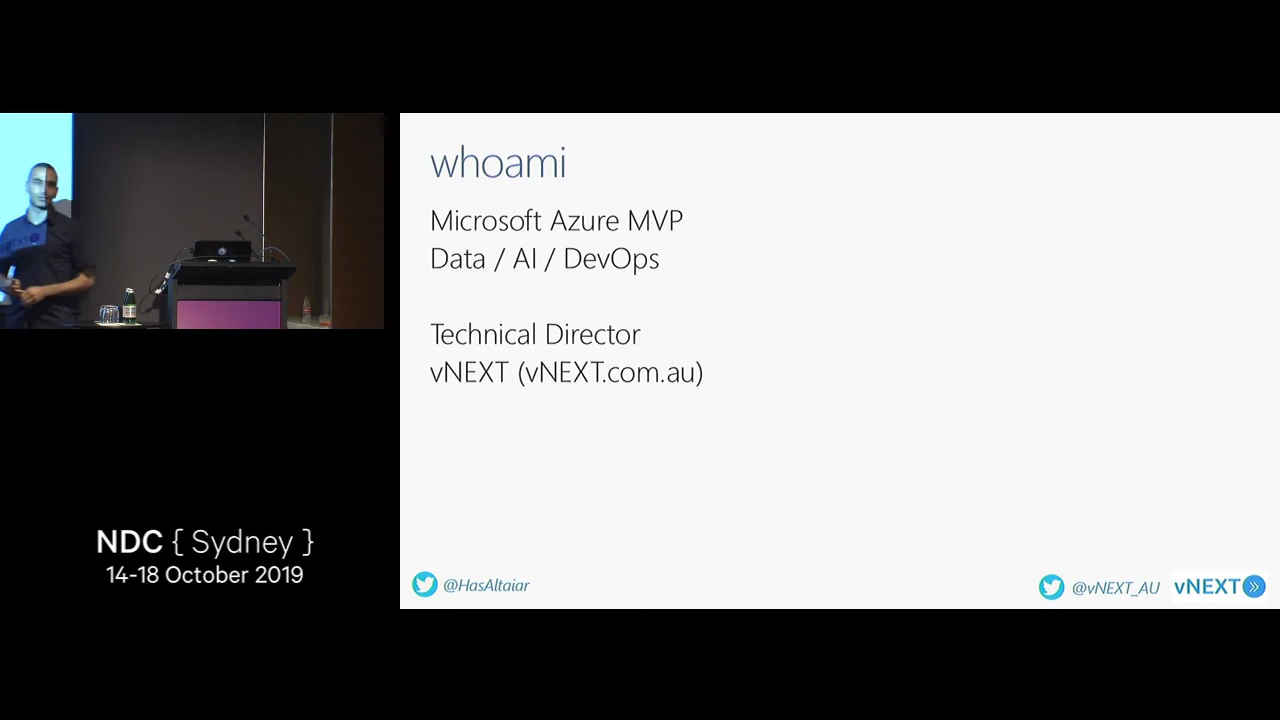 whoami
Microsoft Azure MVP
Data / AI / DevOps
Technical Director
vNEXT (vNEXT.com.au)
@HasAltaiar
@vNEXT_AU
vNEXT
NDC { Sydney }
14-18 October 2019